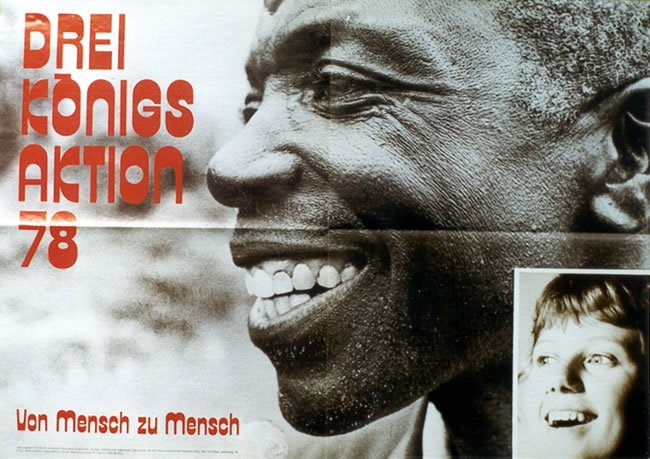 DREI
KÖNIGS
AKTION
78
Von Mensch zu Mensch